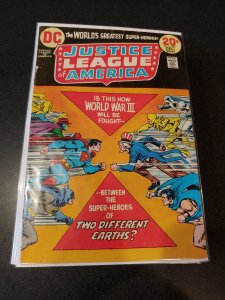 DC
THE WORLD'S GREATEST SUPER-HEROES!
20¢
JUSTICE
LEAGUE
of AMERICA
IS THIS HOW
WORLD WAR III
WILL BE
FOUGHT—
—BETWEEN
THE
SUPER-HEROES
OF
TWO DIFFERENT
EARTHS?